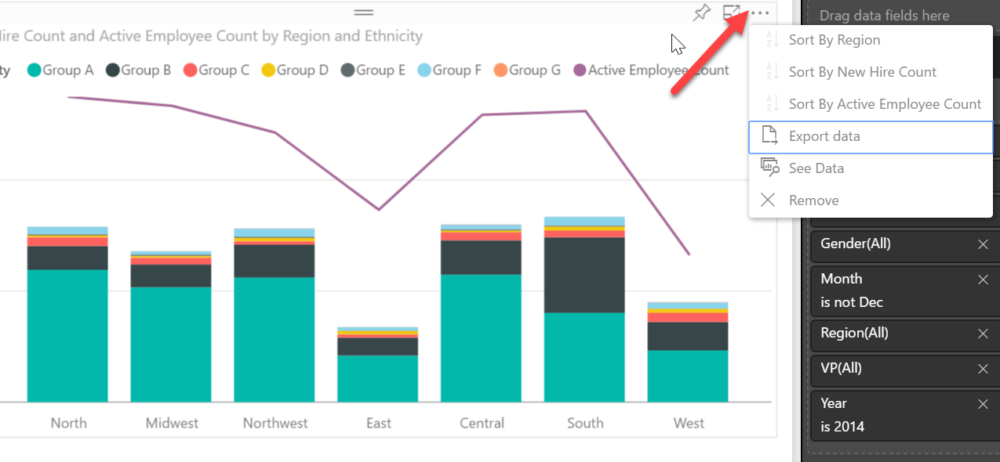 Drag data fields here
Hire Count and Active Employee Count by Region and Ethnicity
Group A Group B Group C Group D Group E Group F Group G Active Employee Count
Sort By Region
Sort By New Hire Count
Sort By Active Employee Count
Export data
See Data
Remove
North Midwest Northwest East Central South West
Gender(All)
Month
is not Dec
Region(All)
VP(All)
Year
is 2014